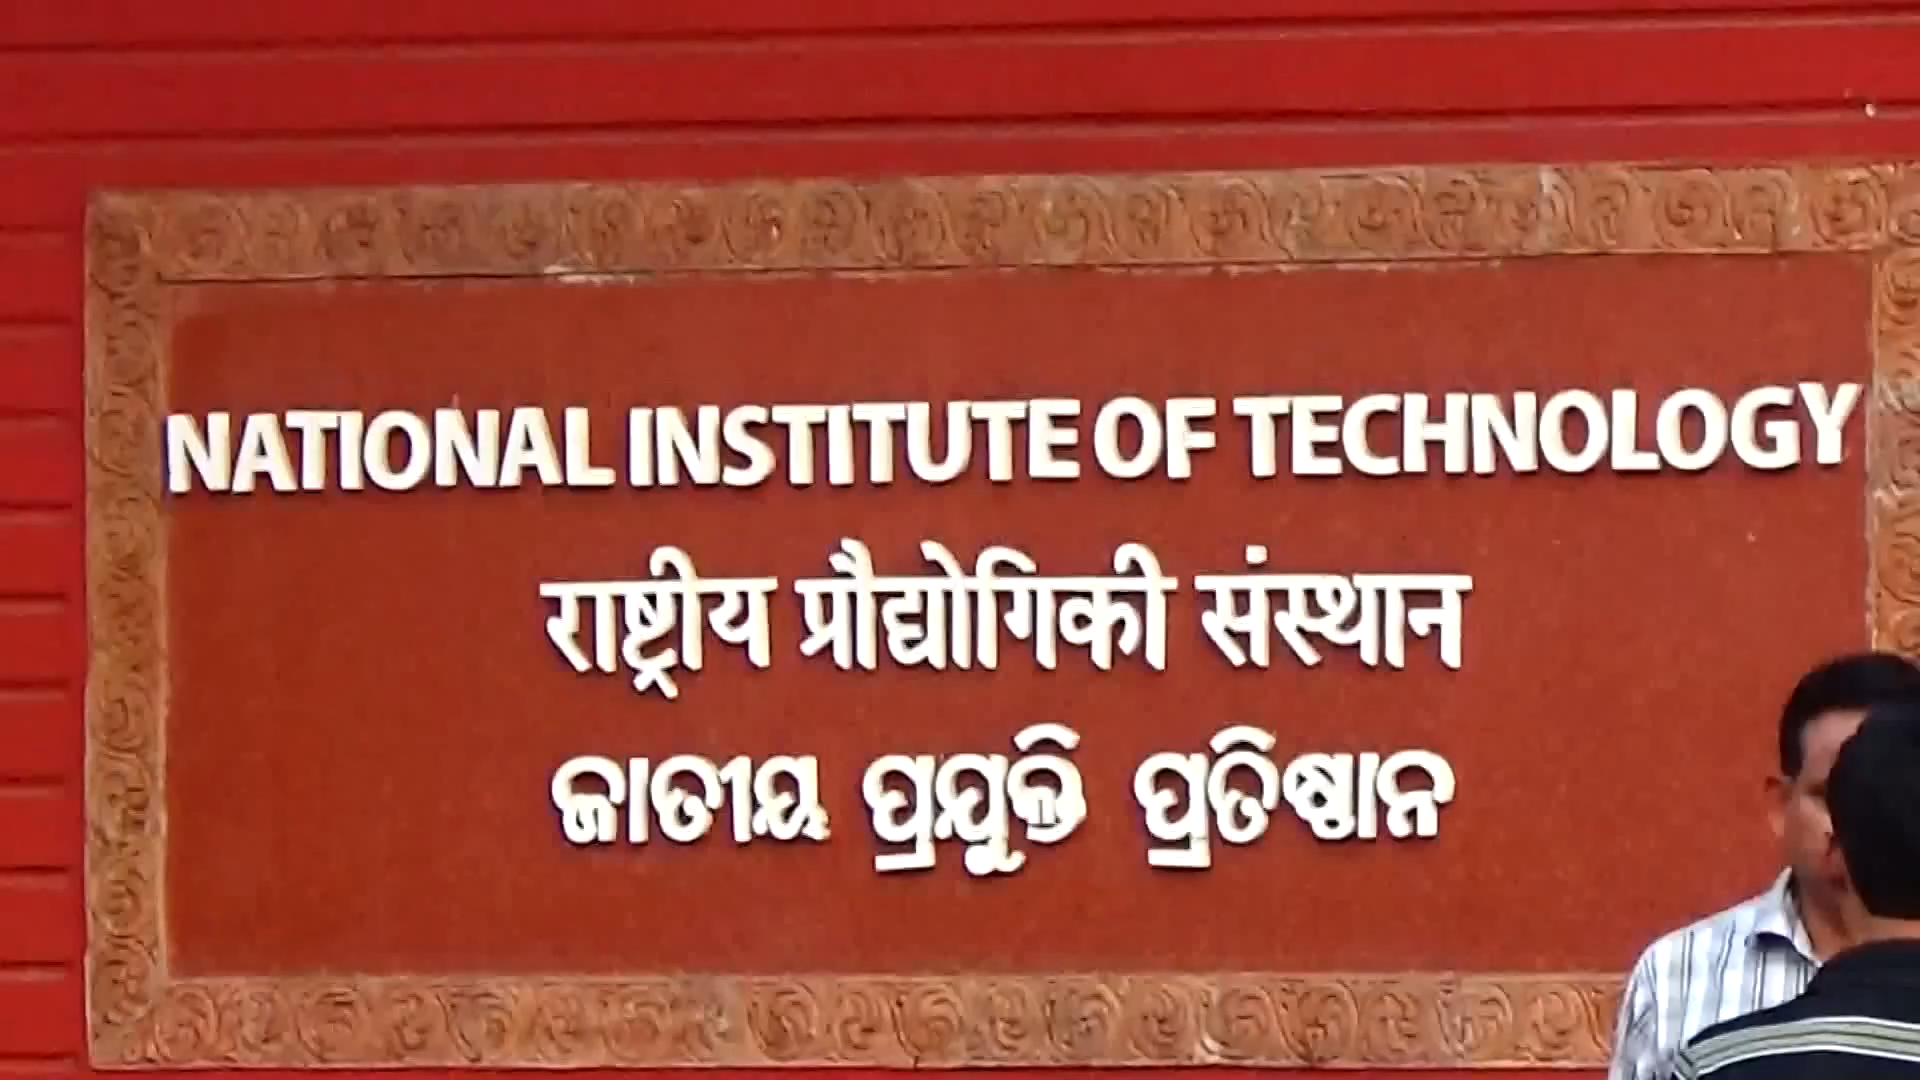 NATIONAL INSTITUTE OF TECHNOLOGY
राष्ट्रीय प्रौद्योगिकी संस्थान
ଜାତୀୟ ପ୍ରଯୁକ୍ତି ପ୍ରତିଷ୍ଠାନ